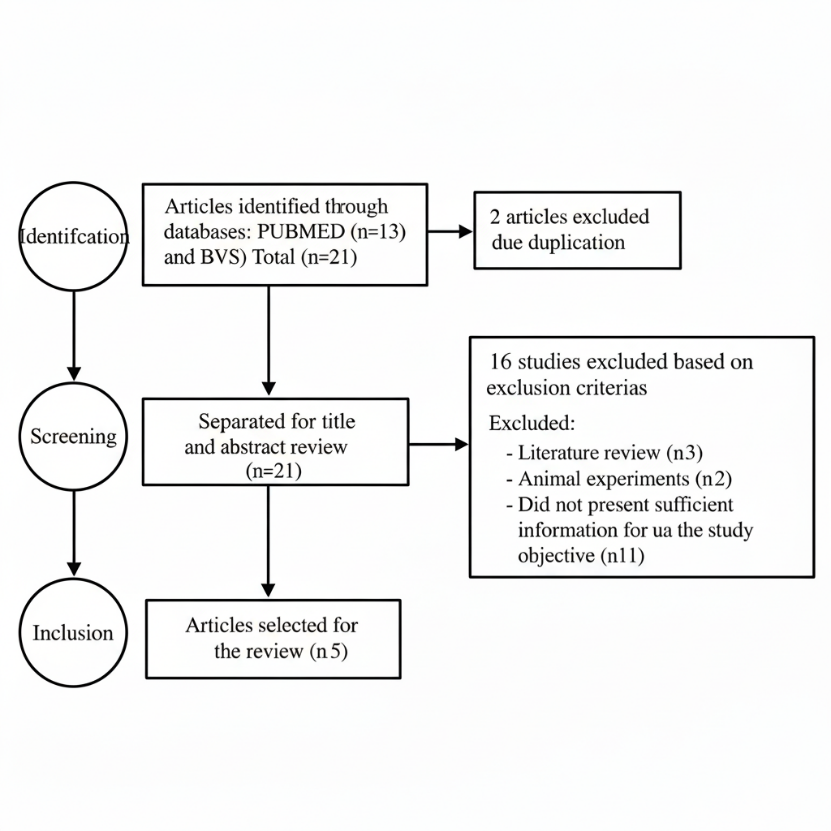 Identifcation
Articles identified through
databases: PUBMED (n=13)
and BVS) Total (n=21)
2 articles excluded
due duplication
Screening
Separated for title
and abstract review
(n=21)
16 studies excluded based on
exclusion criterias
Excluded:
- Literature review (n3)
- Animal experiments (n2)
- Did not present sufficient
information for ua the study
objective (n11)
Inclusion
Articles selected for
the review (n5)